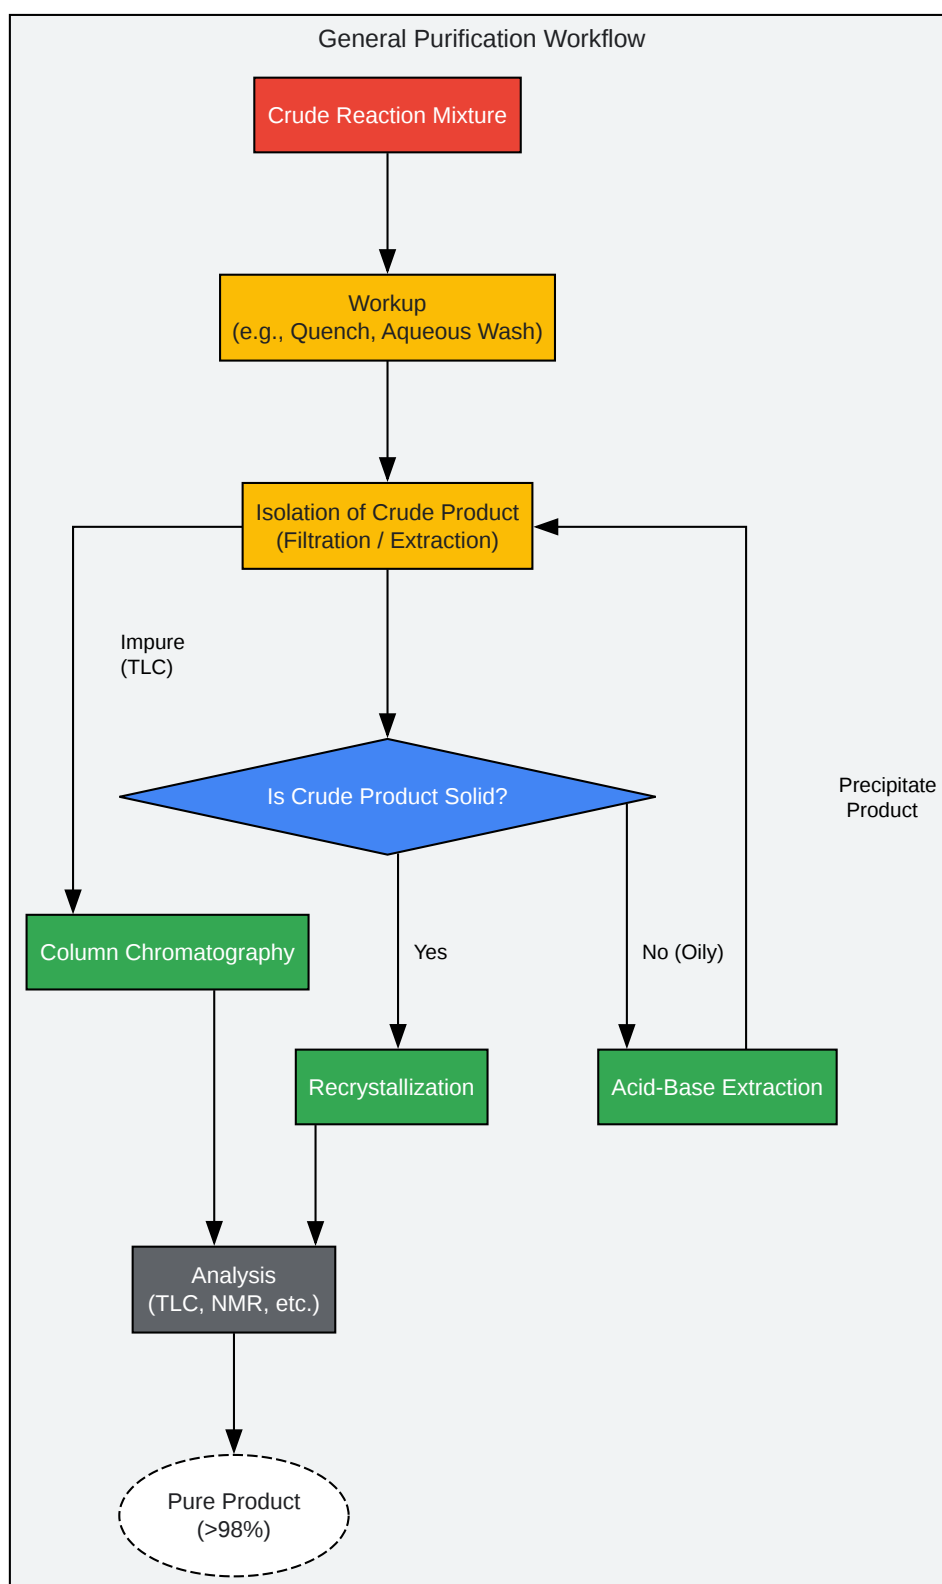 General Purification Workflow
Crude Reaction Mixture
Workup
(e.g., Quench, Aqueous Wash)
Isolation of Crude Product
(Filtration / Extraction)
Impure
(TLC)
Is Crude Product Solid?
Precipitate
Product
Column Chromatography
Yes
No (Oily)
Recrystallization
Acid-Base Extraction
Analysis
(TLC, NMR, etc.)
Pure Product
(>98%)